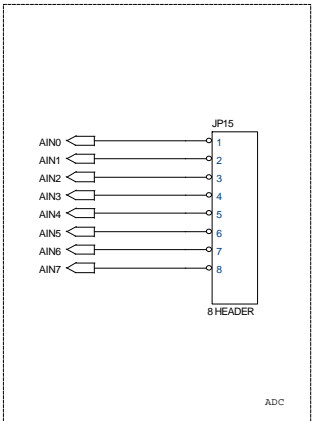 JP15
AIN0 1
AIN1 2
AIN2 3
AIN3 4
AIN4 5
AIN5 6
AIN6 7
AIN7 8
8 HEADER
ADC